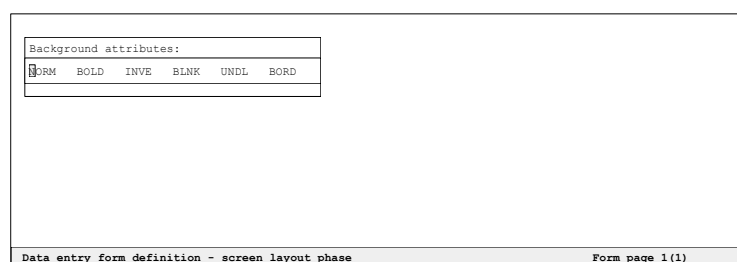 Background attributes:
NORM BOLD INVE BLNK UNDL BORD
Data entry form definition - screen layout phase Form page 1(1)